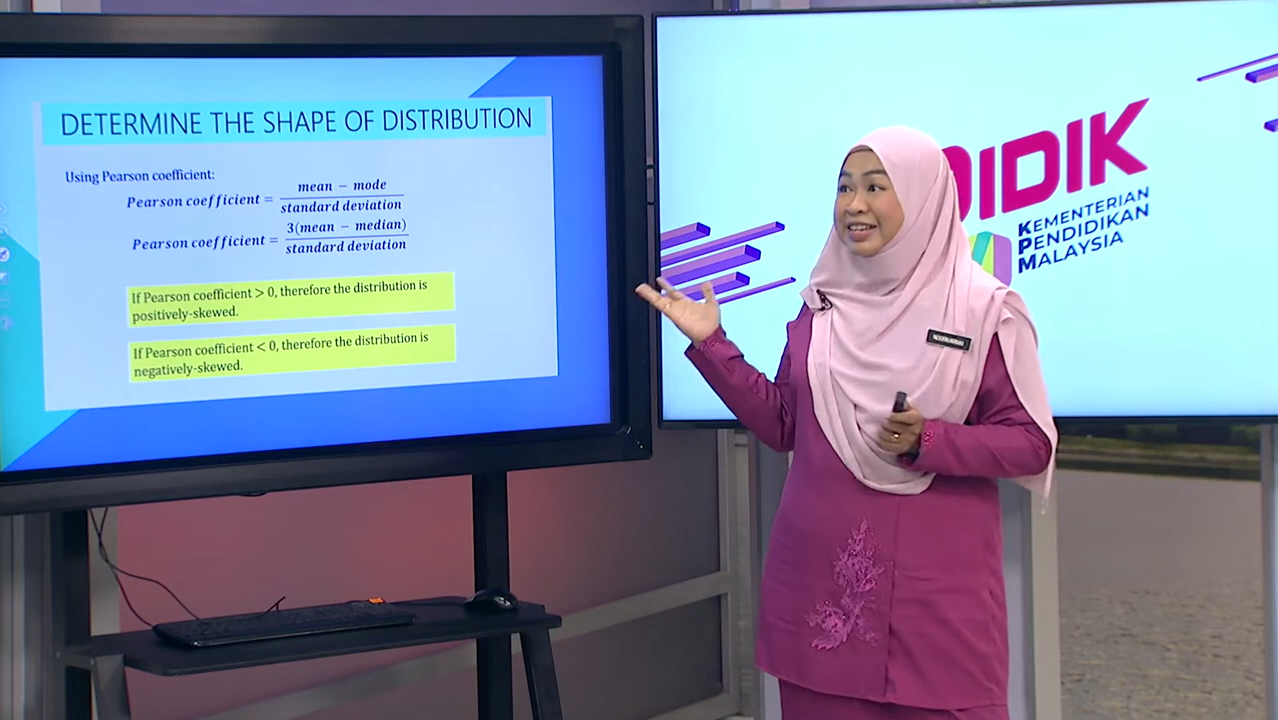 DETERMINE THE SHAPE OF DISTRIBUTION
Using Pearson coefficient:
Pearson coefficient = mean − mode / standard deviation
Pearson coefficient = 3(mean − median) / standard deviation
If Pearson coefficient > 0, therefore the distribution is
positively-skewed.
If Pearson coefficient < 0, therefore the distribution is
negatively-skewed.
DIDIK
KEMENTERIAN
PENDIDIKAN
MALAYSIA